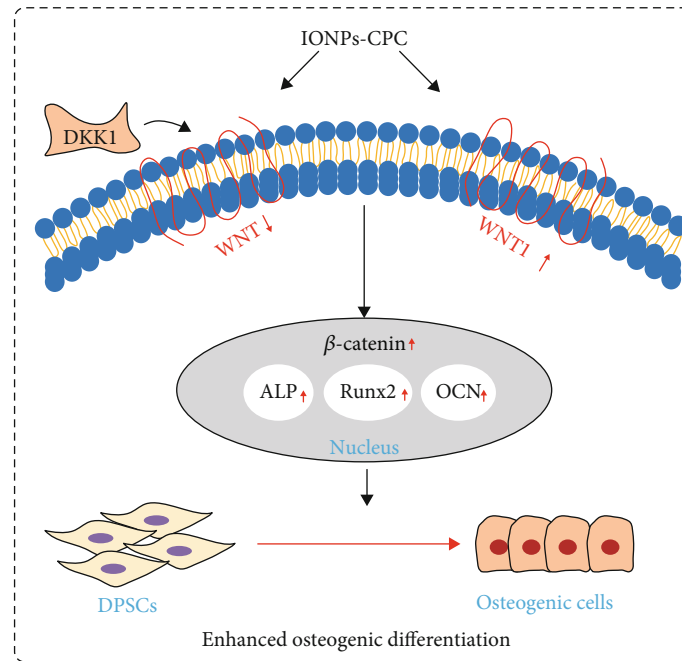 IONPs-CPC
DKK1
WNT↓
WNT1↑
β-catenin↑
ALP↑
Runx2↑
OCN↑
Nucleus
DPSCs
Osteogenic cells
Enhanced osteogenic differentiation